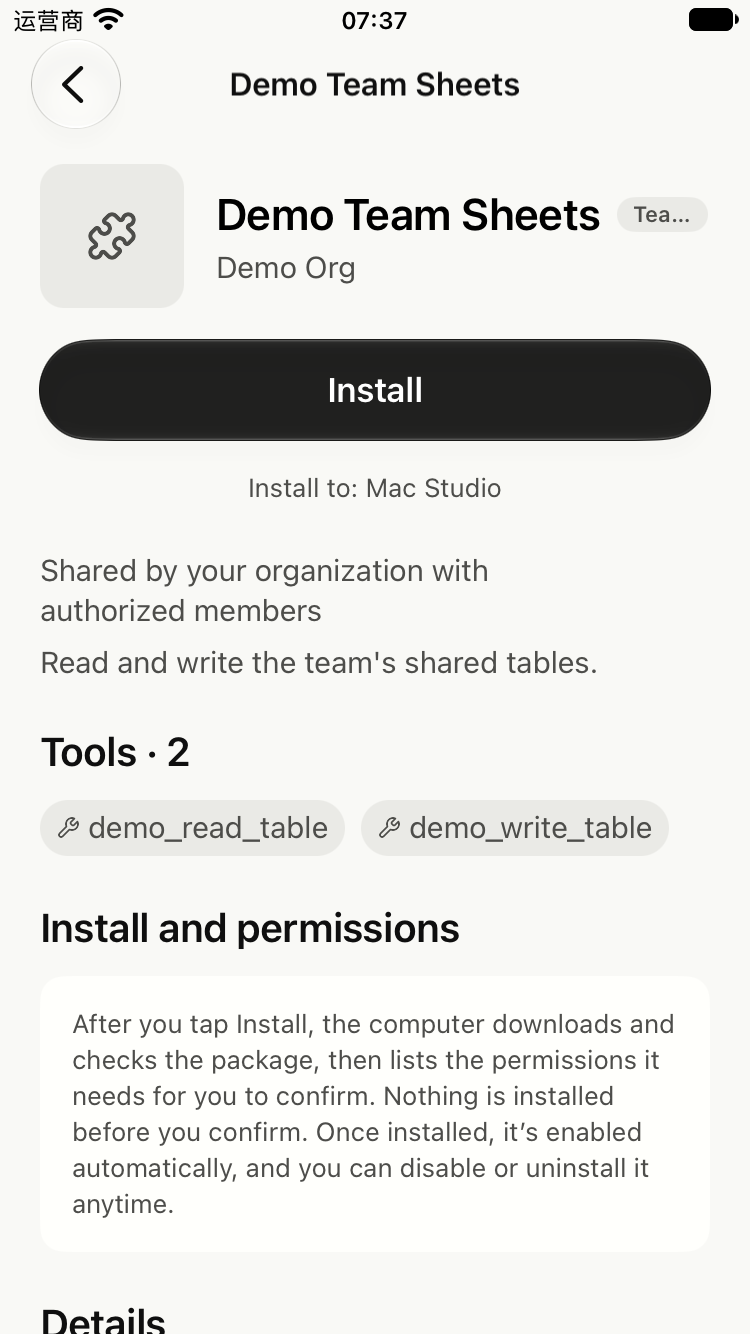 运营商
07:37
Demo Team Sheets
Demo Team Sheets
Tea...
Demo Org
Install
Install to: Mac Studio
Shared by your organization with
authorized members
Read and write the team's shared tables.
Tools · 2
demo_read_table
demo_write_table
Install and permissions
After you tap Install, the computer downloads and
checks the package, then lists the permissions it
needs for you to confirm. Nothing is installed
before you confirm. Once installed, it’s enabled
automatically, and you can disable or uninstall it
anytime.
Details